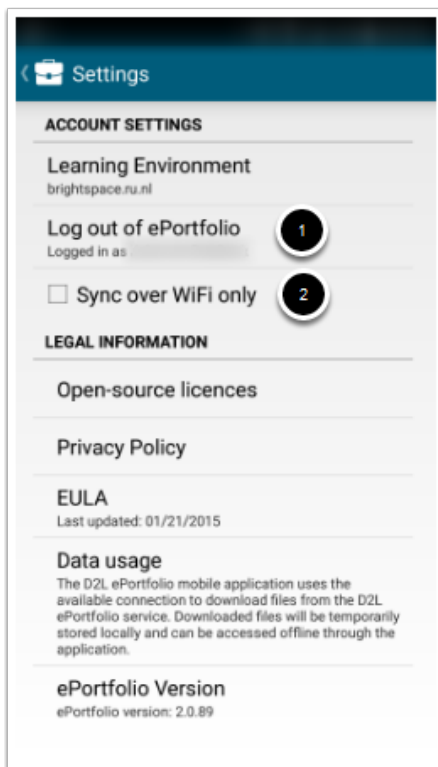 Settings
ACCOUNT SETTINGS
Learning Environment
brightspace.ru.nl
Log out of ePortfolio
1
Logged in as
Sync over WiFi only
2
LEGAL INFORMATION
Open-source licences
Privacy Policy
EULA
Last updated: 01/21/2015
Data usage
The D2L ePortfolio mobile application uses the
available connection to download files from the D2L
ePortfolio service. Downloaded files will be temporarily
stored locally and can be accessed offline through the
application.
ePortfolio Version
ePortfolio version: 2.0.89